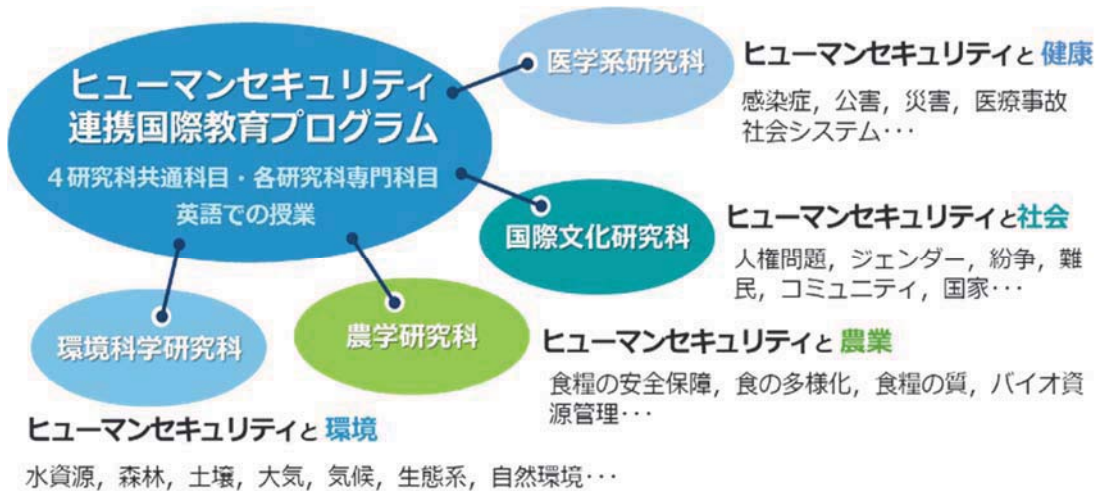 ヒューマンセキュリティ
連携国際教育プログラム
4研究科共通科目・各研究科専門科目
英語での授業
医学系研究科
ヒューマンセキュリティと 健康
感染症，公害，災害，医療事故
社会システム･･･
国際文化研究科
ヒューマンセキュリティと社会
人権問題，ジェンダー，紛争，難
民，コミュニティ，国家･･･
農学研究科
ヒューマンセキュリティと 農業
食糧の安全保障，食の多様化，食糧の質，バイオ資
源管理･･･
環境科学研究科
ヒューマンセキュリティと 環境
水資源，森林，土壌，大気，気候，生態系，自然環境･･･